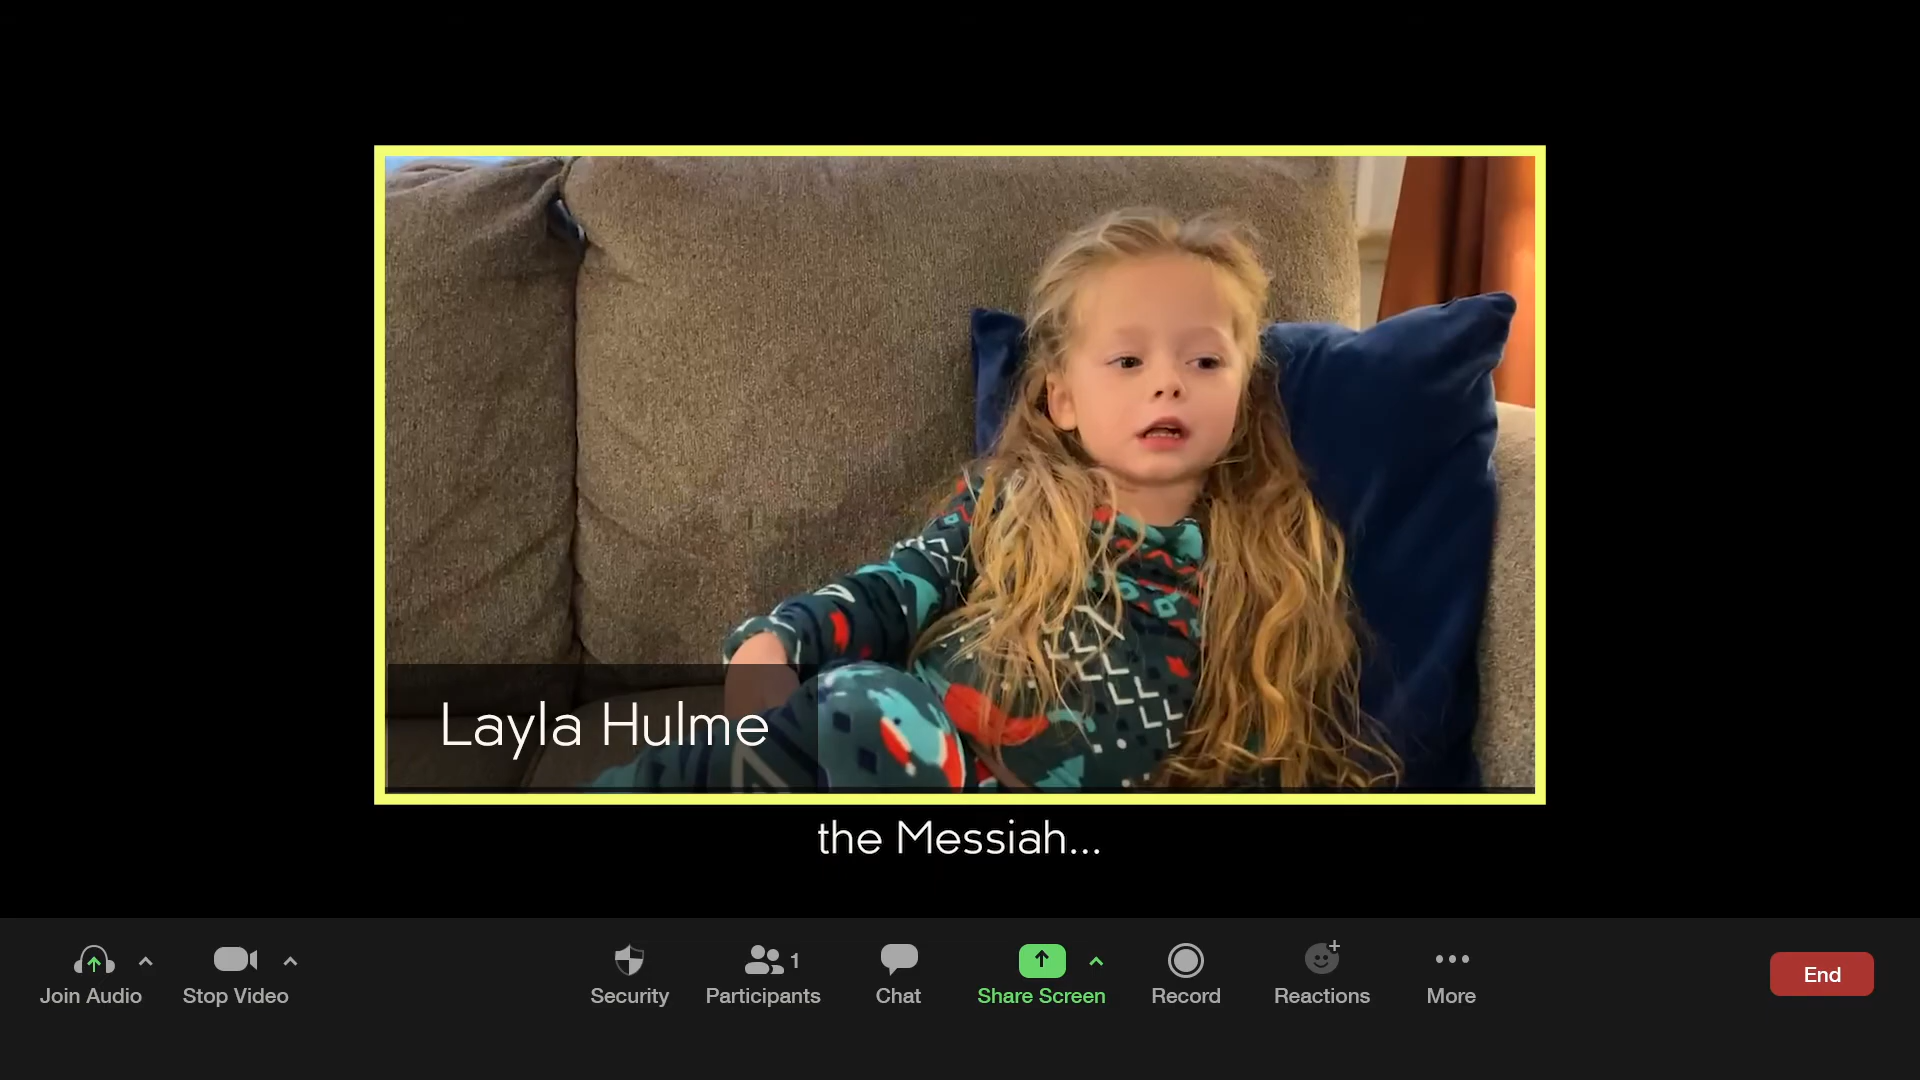 Layla Hulme
the Messiah...
Join Audio
Stop Video
Security
Participants
1
Chat
Share Screen
Record
Reactions
More
End